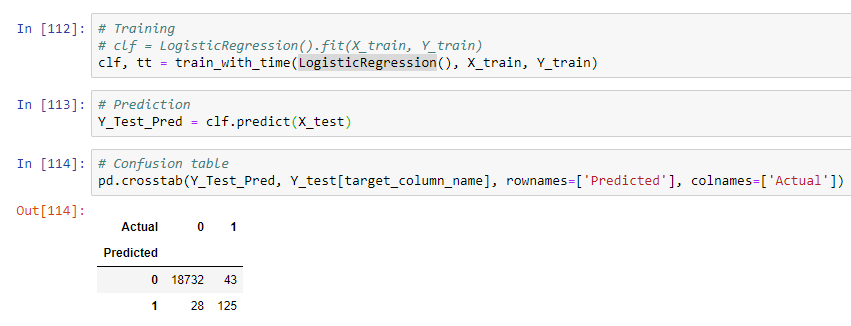 In [112]: # Training
# clf = LogisticRegression().fit(X_train, Y_train)
clf, tt = train_with_time(LogisticRegression(), X_train, Y_train)
In [113]: # Prediction
Y_Test_Pred = clf.predict(X_test)
In [114]: # Confusion table
pd.crosstab(Y_Test_Pred, Y_test[target_column_name], rownames=['Predicted'], colnames=['Actual'])
Out[114]:
Actual 0 1
Predicted
0 18732 43
1 28 125